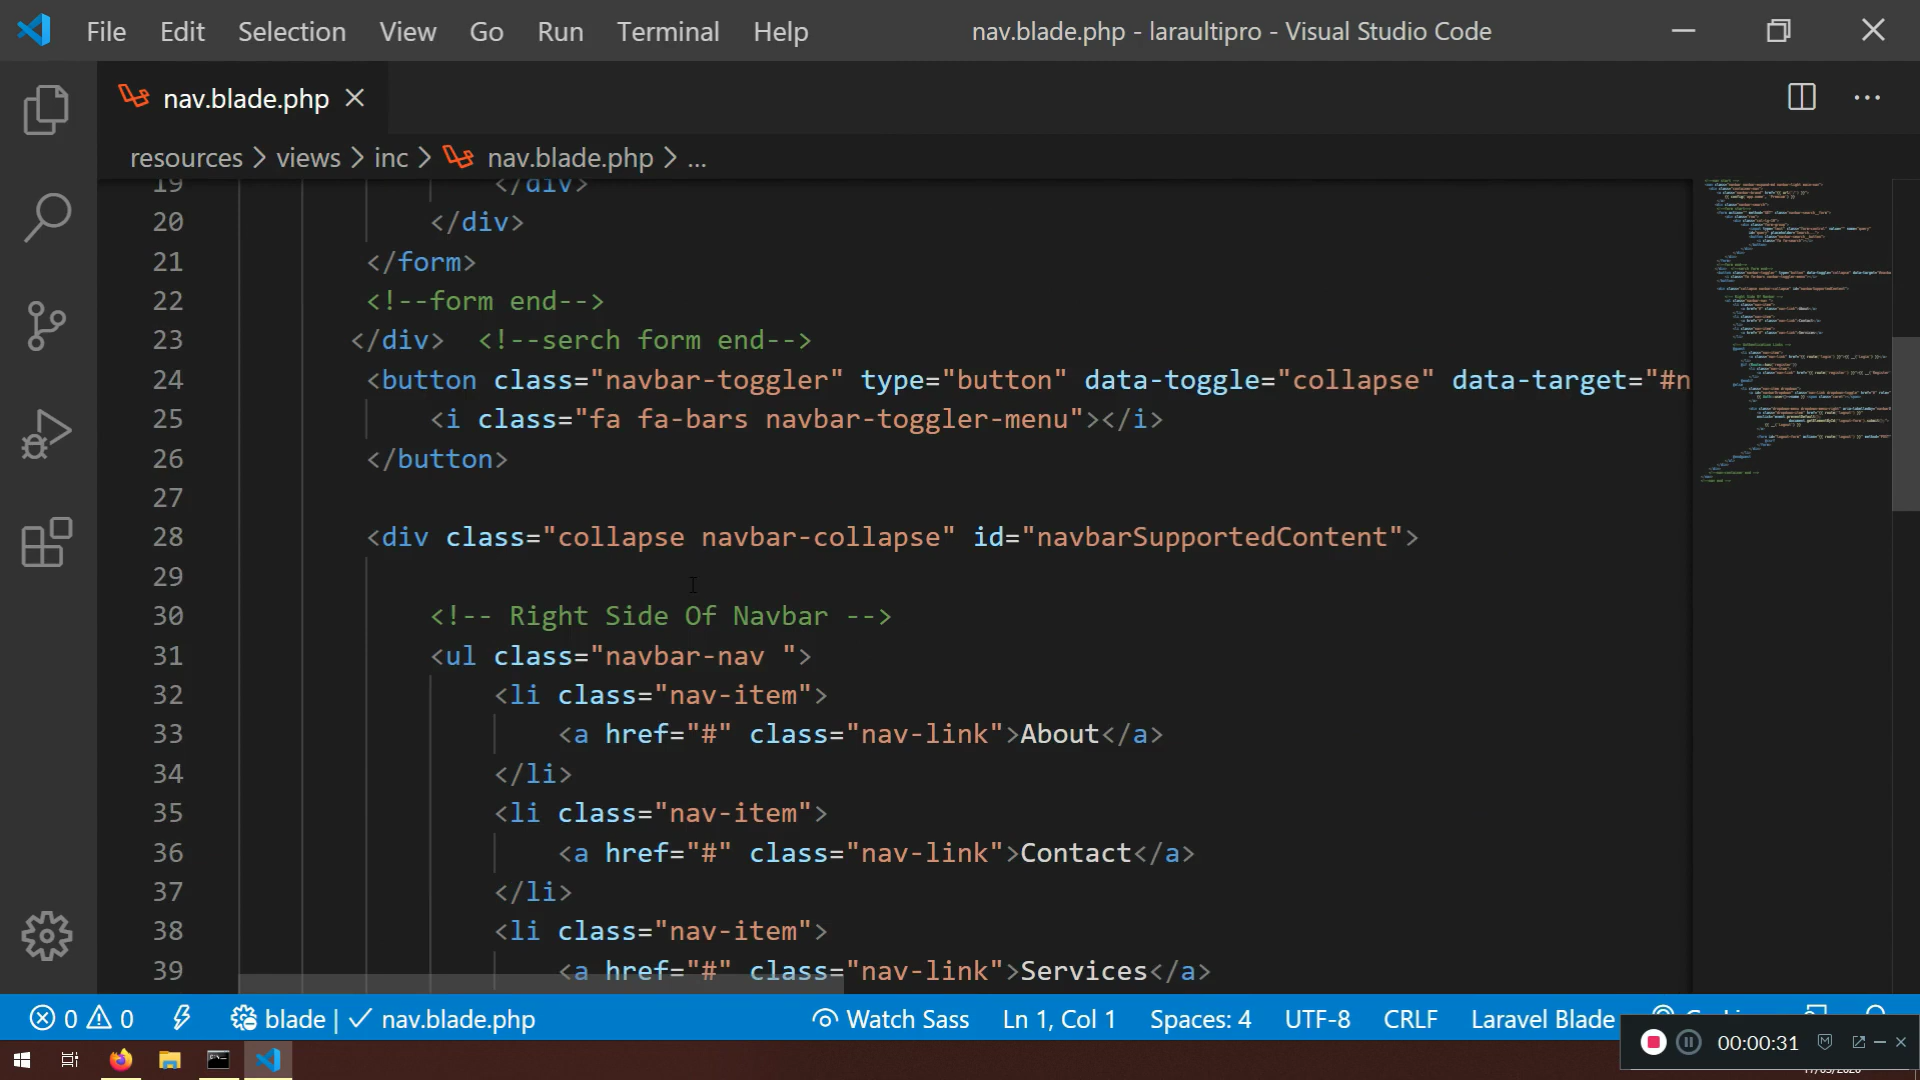 File Edit Selection View Go Run Terminal Help nav.blade.php - laraultipro - Visual Studio Code
nav.blade.php
resources > views > inc > nav.blade.php > ...
19 </div>
20 </div>
21 </form>
22 <!--form end-->
23 </div>  <!--serch form end-->
24 <button class="navbar-toggler" type="button" data-toggle="collapse" data-target="#n
25 <i class="fa fa-bars navbar-toggler-menu"></i>
26 </button>
27
28 <div class="collapse navbar-collapse" id="navbarSupportedContent">
29
30 <!-- Right Side Of Navbar -->
31 <ul class="navbar-nav ">
32 <li class="nav-item">
33 <a href="#" class="nav-link">About</a>
34 </li>
35 <li class="nav-item">
36 <a href="#" class="nav-link">Contact</a>
37 </li>
38 <li class="nav-item">
39 <a href="#" class="nav-link">Services</a>
0 0 blade | nav.blade.php Watch Sass Ln 1, Col 1 Spaces: 4 UTF-8 CRLF Laravel Blade
00:00:31